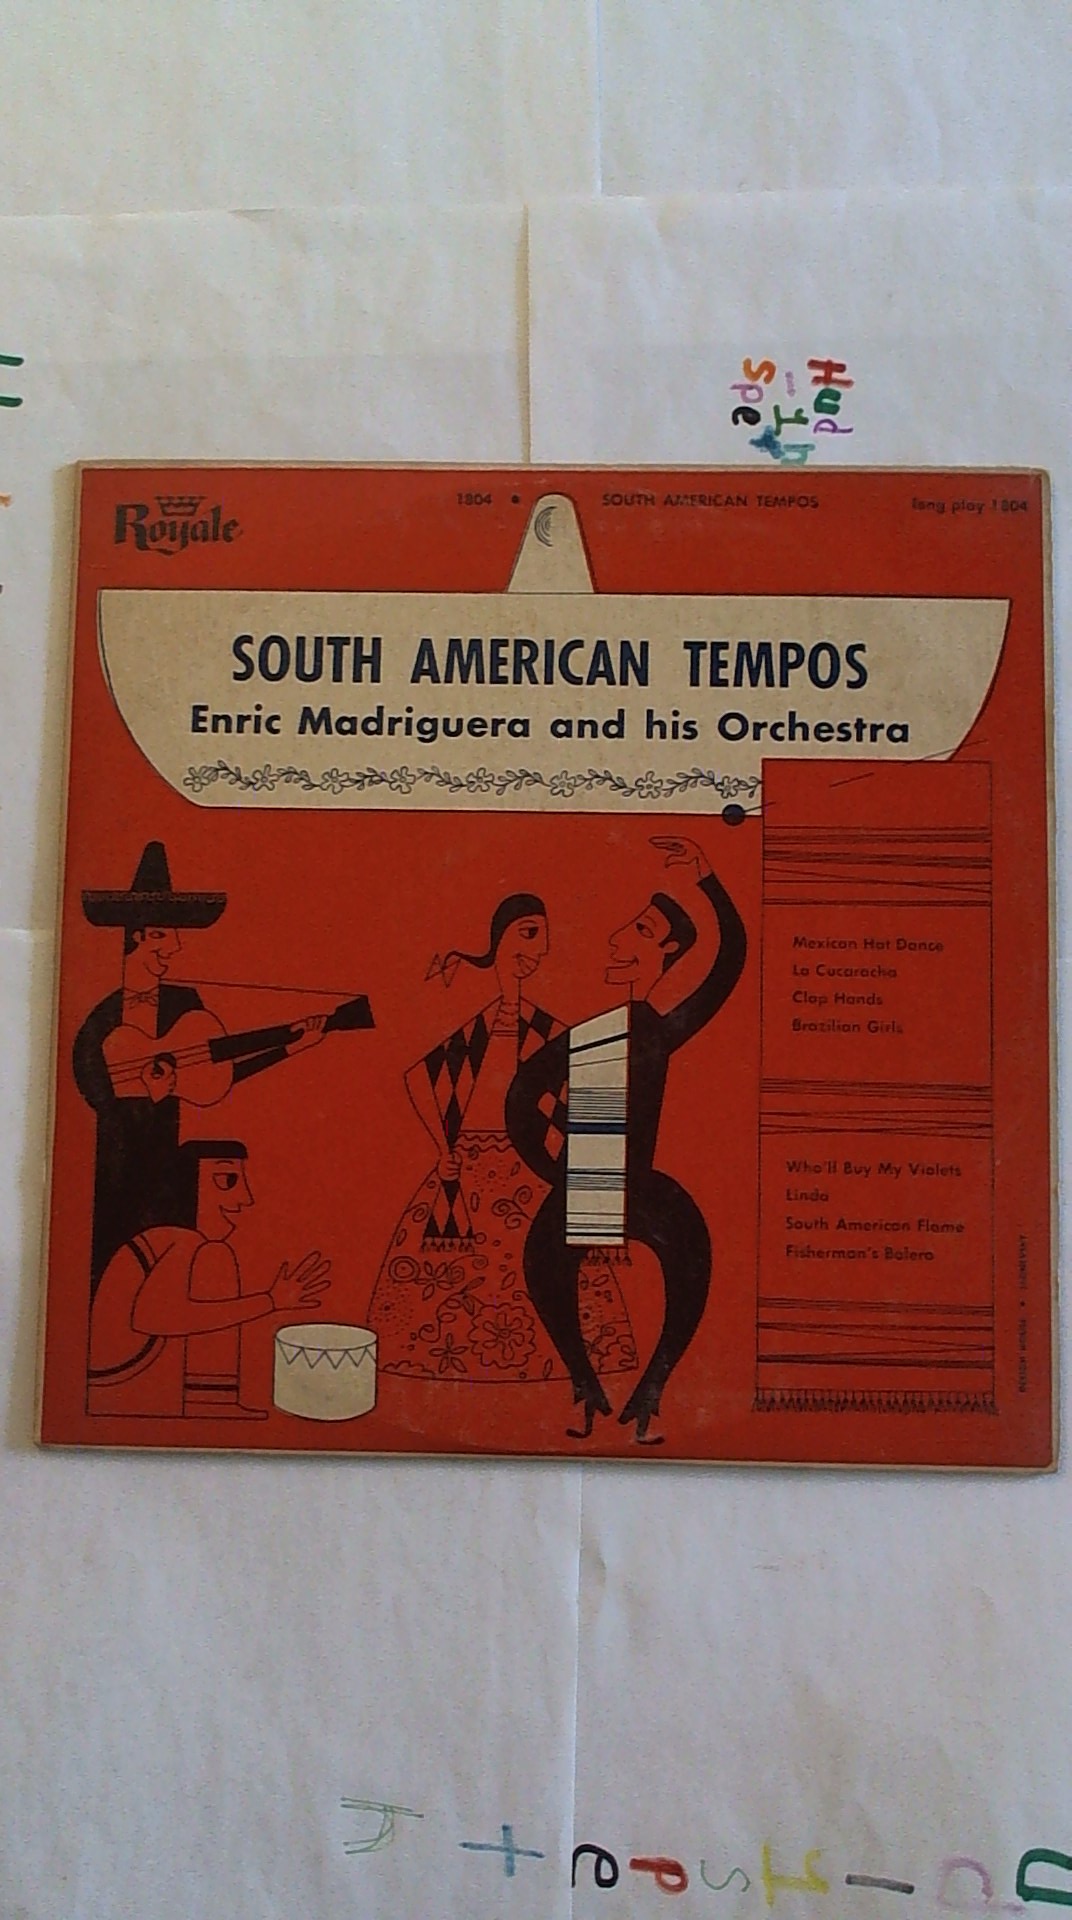 Royale
1804 • SOUTH AMERICAN TEMPOS
long play 1804
SOUTH AMERICAN TEMPOS
Enric Madriguera and his Orchestra
Mexican Hat Dance
La Cucaracha
Clap Hands
Brazilian Girls
Who'll Buy My Violets
Linda
South American Flame
Fisherman's Bolero